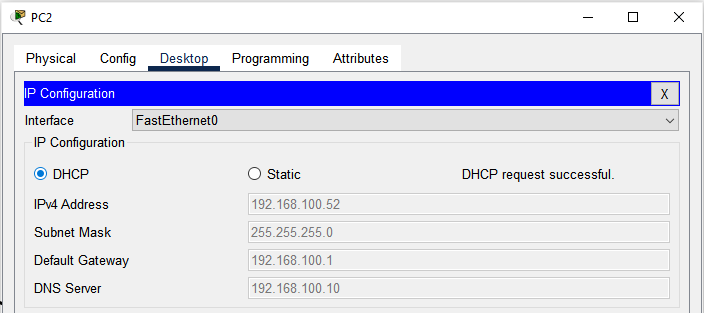 PC2
Physical Config Desktop Programming Attributes
IP Configuration X
Interface FastEthernet0
IP Configuration
DHCP Static DHCP request successful.
IPv4 Address 192.168.100.52
Subnet Mask 255.255.255.0
Default Gateway 192.168.100.1
DNS Server 192.168.100.10